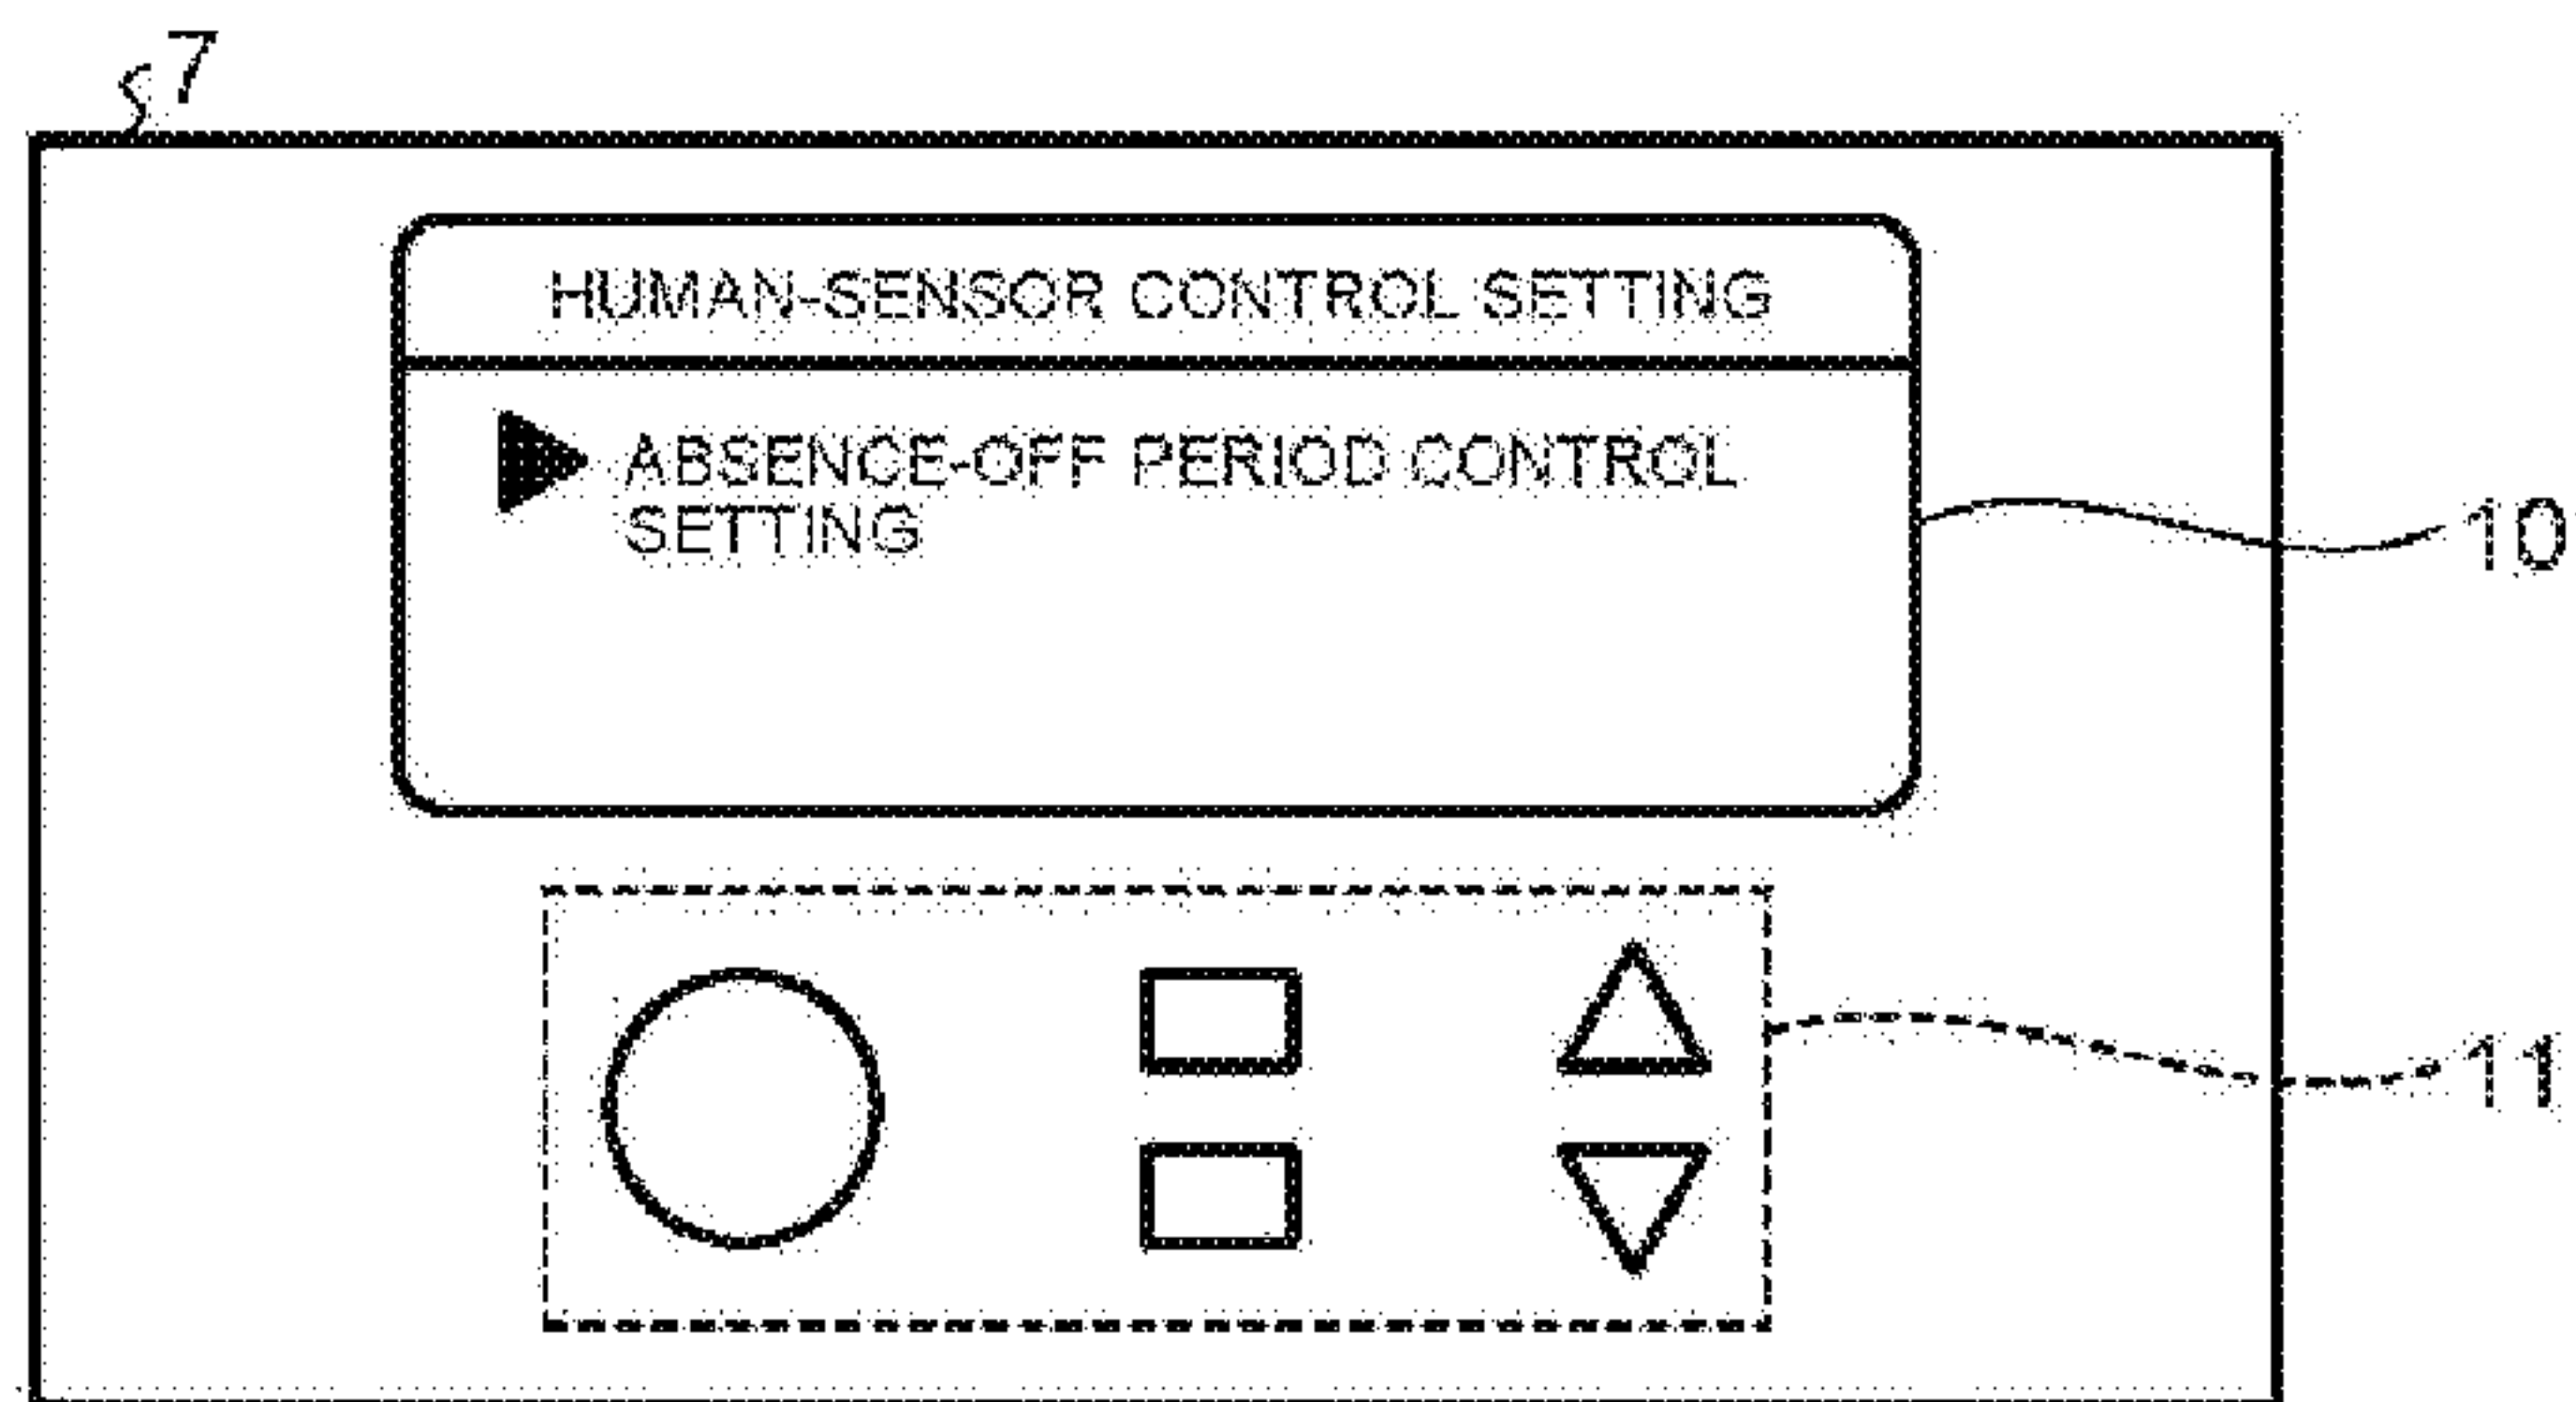 7
HUMAN-SENSOR CONTROL SETTING
ABSENCE-OFF PERIOD CONTROL
SETTING
10
11